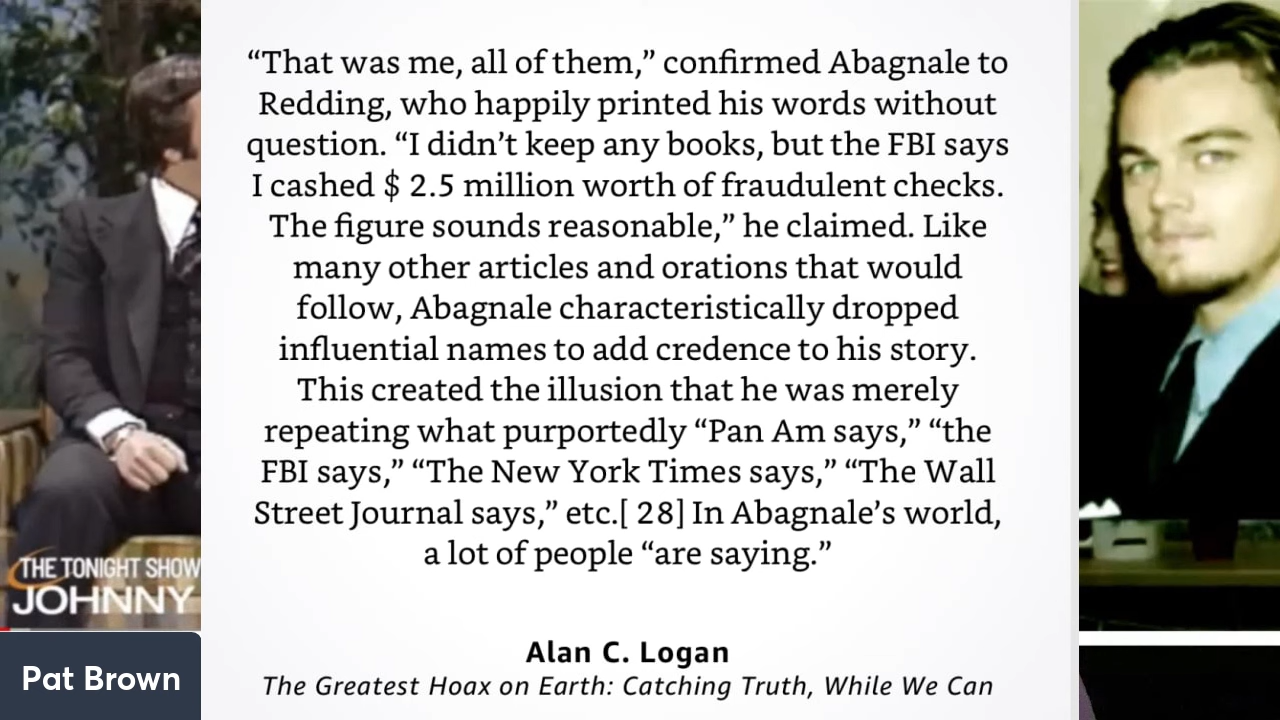 “That was me, all of them,” confirmed Abagnale to
Redding, who happily printed his words without
question. “I didn’t keep any books, but the FBI says
I cashed $ 2.5 million worth of fraudulent checks.
The figure sounds reasonable,” he claimed. Like
many other articles and orations that would
follow, Abagnale characteristically dropped
influential names to add credence to his story.
This created the illusion that he was merely
repeating what purportedly “Pan Am says,” “the
FBI says,” “The New York Times says,” “The Wall
Street Journal says,” etc.[ 28] In Abagnale’s world,
a lot of people “are saying.”
Alan C. Logan
The Greatest Hoax on Earth: Catching Truth, While We Can
THE TONIGHT SHOW
JOHNNY
Pat Brown